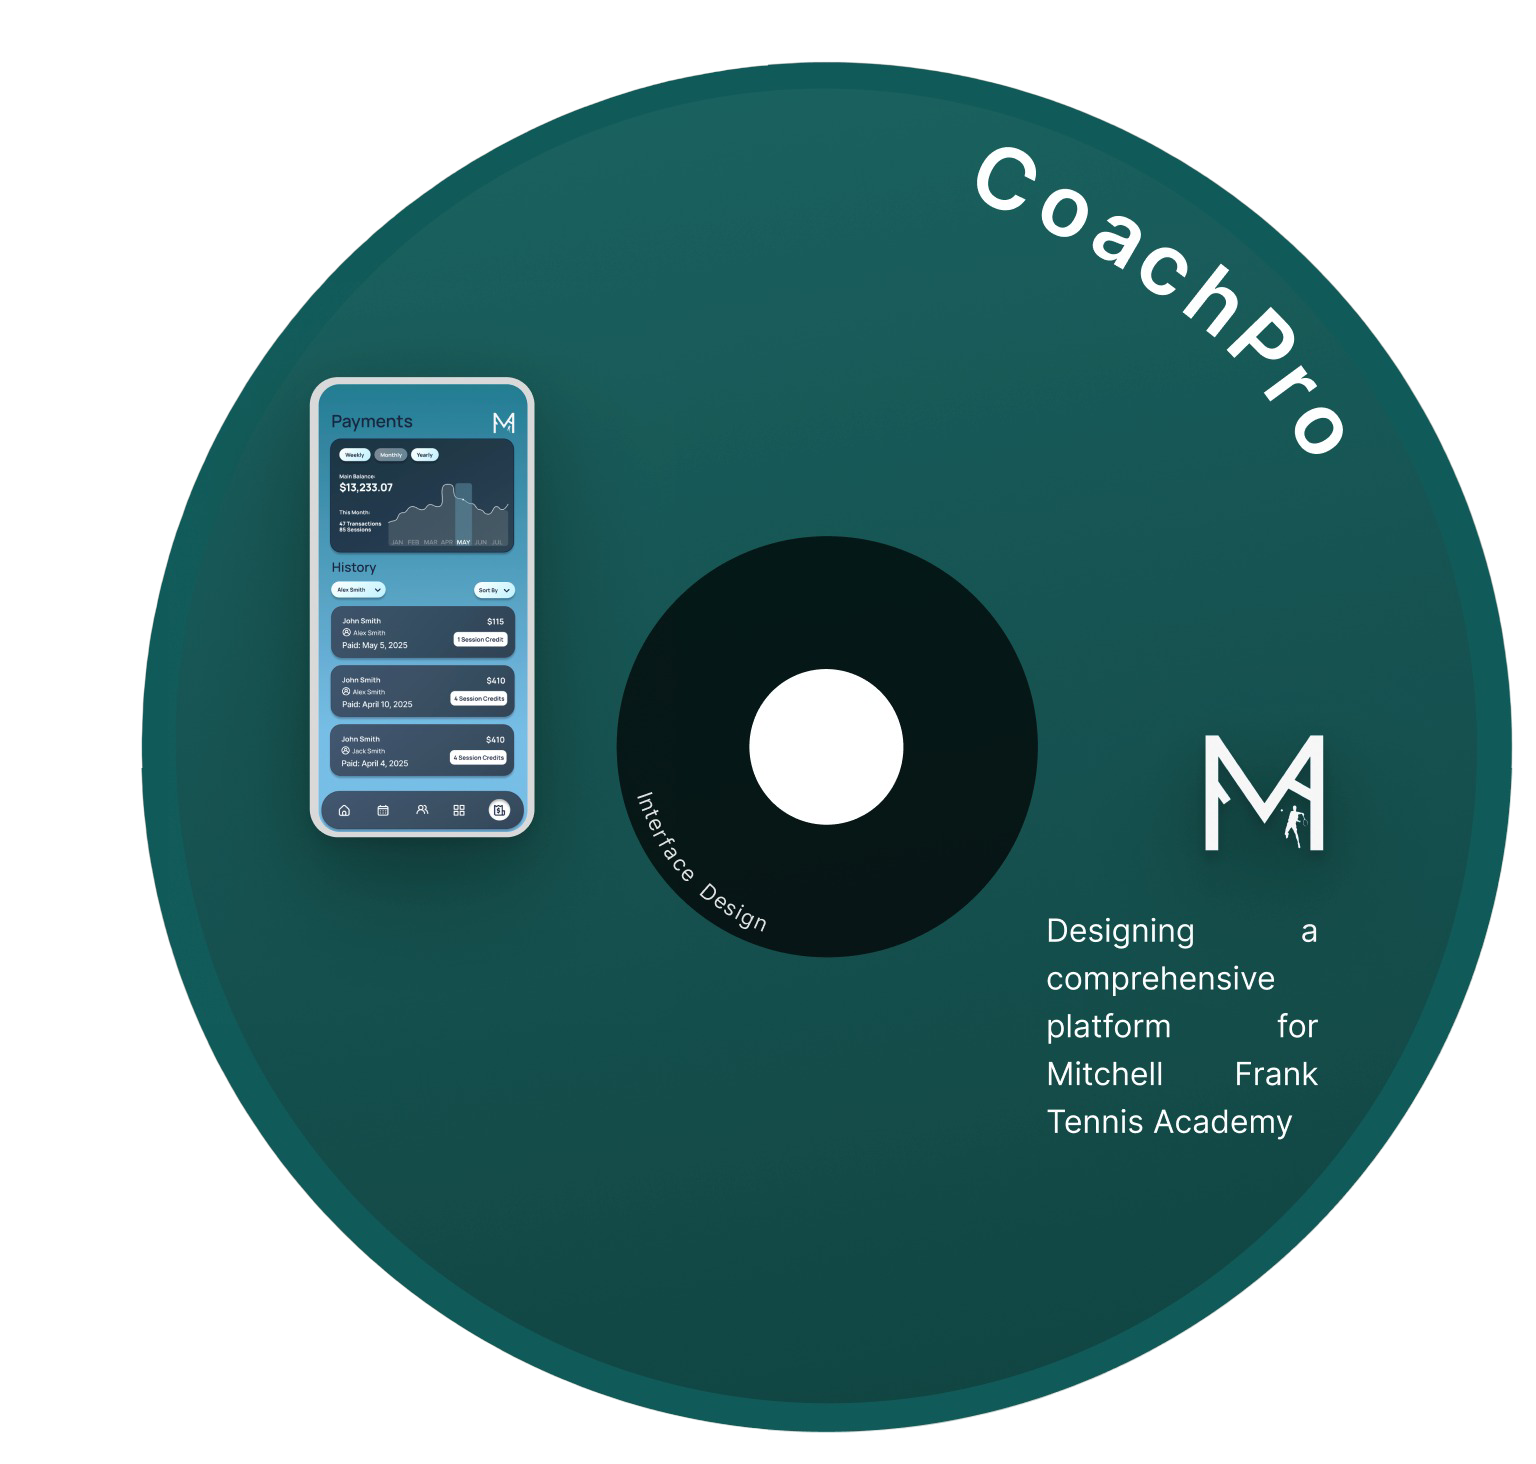 CoachPro
Payments
Weekly Monthly Yearly
Main Balance:
$13,233.07
This Month:
47 Transactions
85 Sessions
JAN FEB MAR APR MAY JUN JUL
History
Alex Smith
Sort By
John Smith $115
Alex Smith
1 Session Credit
Paid: May 5, 2025
John Smith $410
Alex Smith
4 Session Credits
Paid: April 10, 2025
John Smith $410
Jack Smith
4 Session Credits
Paid: April 4, 2025
Interface Design
Designing a
comprehensive
platform for
Mitchell Frank
Tennis Academy